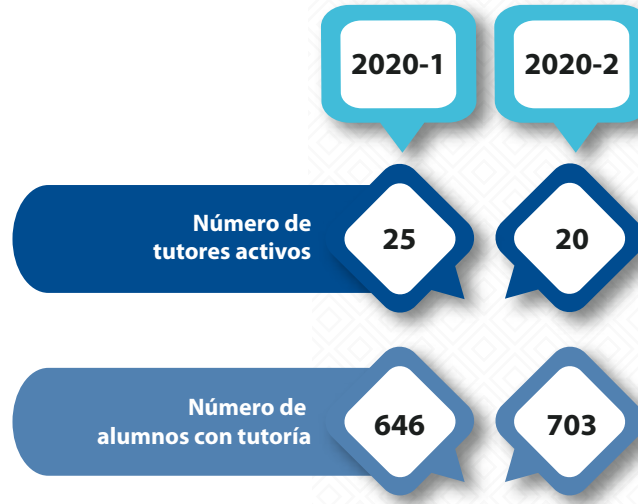 2020-1 2020-2
Número de
tutores activos
25 20
Número de
alumnos con tutoría
646 703